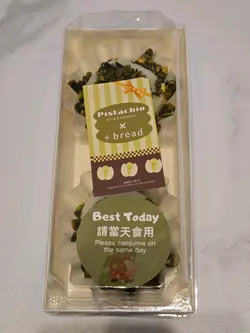 Pistachio
×
+ bread
Best Today
請當天食用
Please consume on
the same day